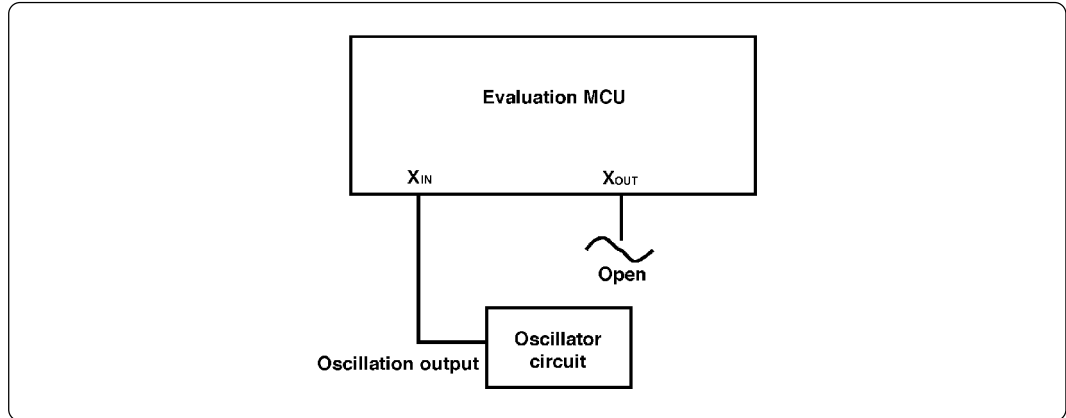 Evaluation MCU
XIN
XOUT
Open
Oscillation output
Oscillator
circuit